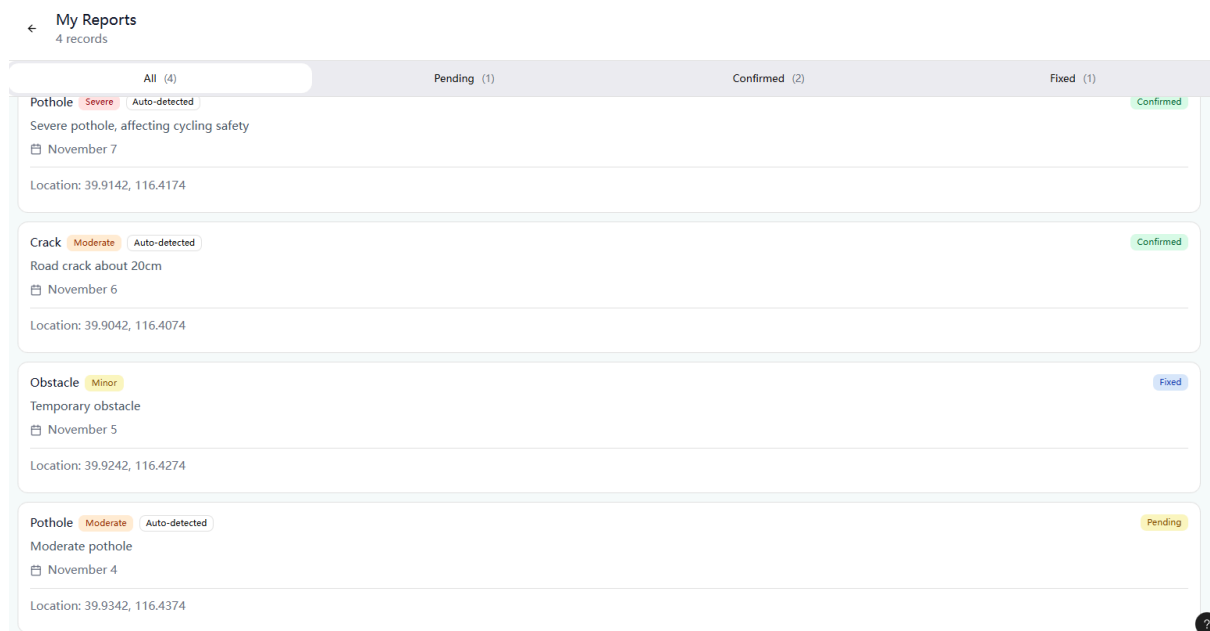 My Reports
4 records
All (4) Pending (1) Confirmed (2) Fixed (1)
Pothole Severe Auto-detected Confirmed
Severe pothole, affecting cycling safety
November 7
Location: 39.9142, 116.4174
Crack Moderate Auto-detected Confirmed
Road crack about 20cm
November 6
Location: 39.9042, 116.4074
Obstacle Minor Fixed
Temporary obstacle
November 5
Location: 39.9242, 116.4274
Pothole Moderate Auto-detected Pending
Moderate pothole
November 4
Location: 39.9342, 116.4374
?